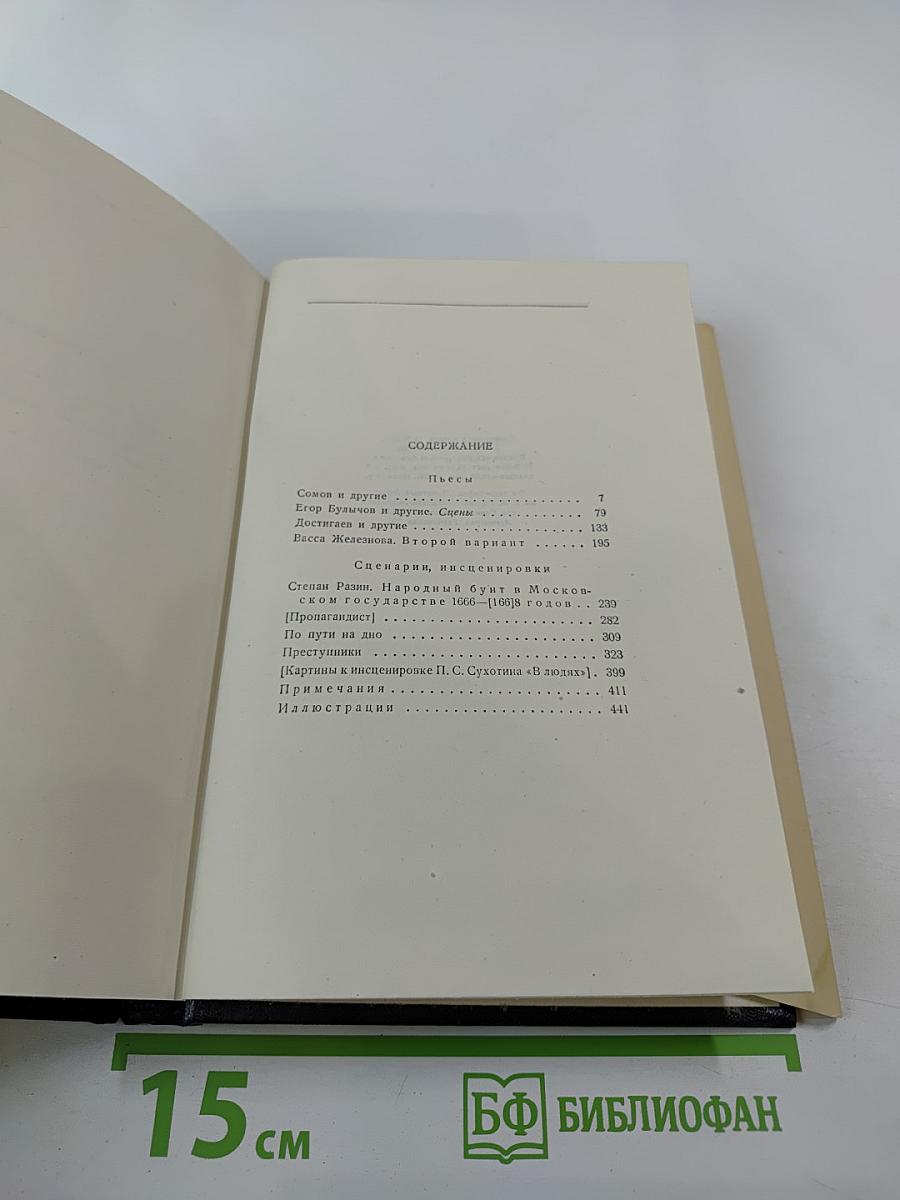 СОДЕРЖАНИЕ
Пьесы
Сомов и другие . . . . . . . . . . . . . . . . . . . . . 7
Егор Булычов и другие. Сцены . . . . . . . . . . . . 79
Достигаев и другие . . . . . . . . . . . . . . . . . . . 133
Васса Железнова. Второй вариант . . . . . . 195
Сценарии, инсценировки
Степан Разин. Народный бунт в Москов-
ском государстве 1666—[166]8 годов . . 239
[Пропагандист] . . . . . . . . . . . . . . . . . . . . . . 282
По пути на дно . . . . . . . . . . . . . . . . . . . . . 309
Преступники . . . . . . . . . . . . . . . . . . . . . . . 323
[Картины к инсценировке П. С. Сухотина «В людях»] . 399
Примечания . . . . . . . . . . . . . . . . . . . . . 411
Иллюстрации . . . . . . . . . . . . . . . . . . . 441
15 см
БФ БИБЛИОФАН